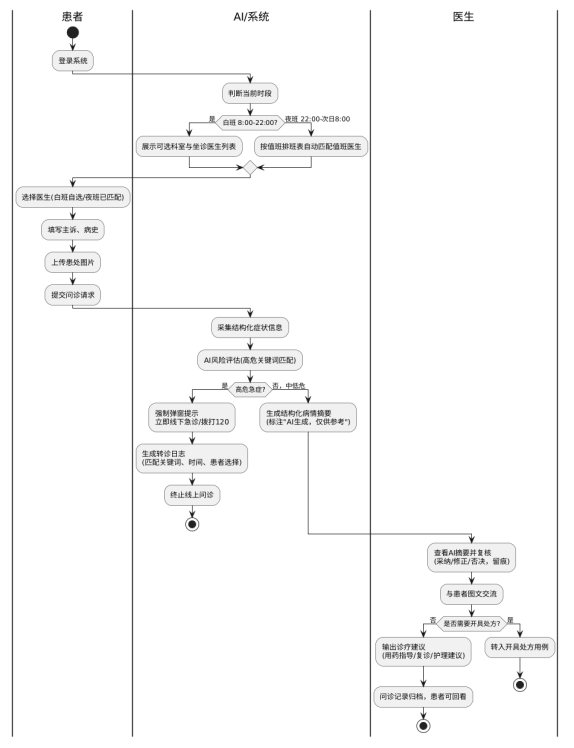 患者
AI/系统
医生
登录系统
判断当前时段
是
白班 8:00-22:00?
夜班 22:00-次日8:00
展示可选科室与坐诊医生列表
按值班排班表自动匹配值班医生
选择医生(白班自选/夜班已匹配)
填写主诉、病史
上传患处图片
提交问诊请求
采集结构化症状信息
AI风险评估(高危关键词匹配)
是
高危急症?
否，中低危
强制弹窗提示
立即线下急诊/拨打120
生成结构化病情摘要
(标注"AI生成，仅供参考")
生成转诊日志
(匹配关键词、时间、患者选择)
终止线上问诊
查看AI摘要并复核
(采纳/修正/否决，留痕)
与患者图文交流
否
是否需要开具处方?
是
输出诊疗建议
(用药指导/复诊/护理建议)
转入开具处方用例
问诊记录归档，患者可回看